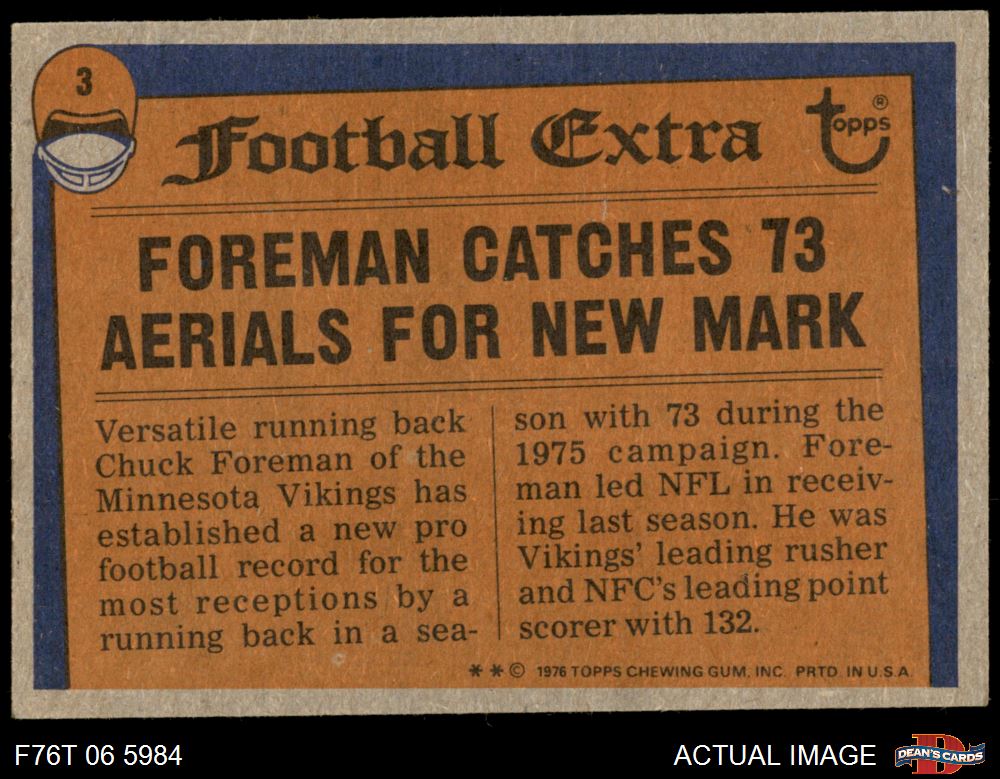 3
Football Extra
Topps ®
FOREMAN CATCHES 73
AERIALS FOR NEW MARK
Versatile running back
Chuck Foreman of the
Minnesota Vikings has
established a new pro
football record for the
most receptions by a
running back in a sea-
son with 73 during the
1975 campaign. Fore-
man led NFL in receiv-
ing last season. He was
Vikings' leading rusher
and NFC's leading point
scorer with 132.
* * © 1976 TOPPS CHEWING GUM, INC. PRTD. IN U.S.A.
F76T 06 5984
ACTUAL IMAGE
D
DEAN'S CARDS